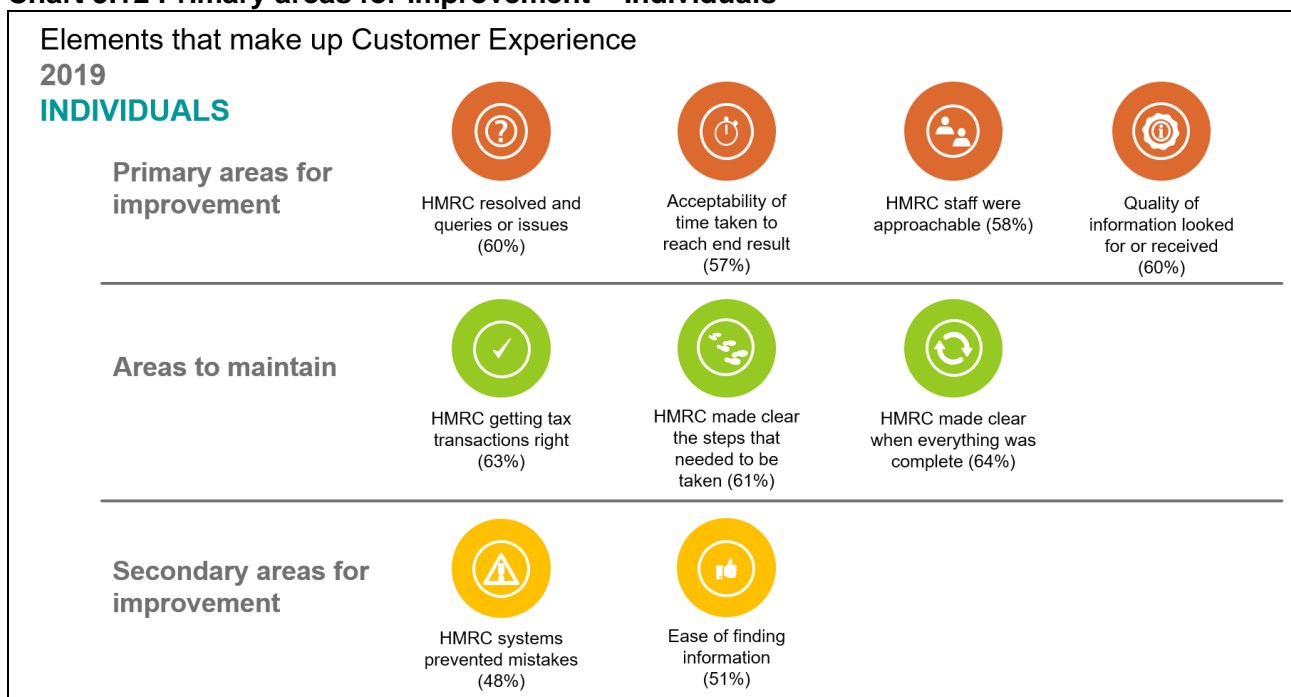 Chart 3.12 Primary areas for improvement – Individuals
Elements that make up Customer Experience
2019
INDIVIDUALS
Primary areas for
improvement
HMRC resolved and
queries or issues
(60%)
Acceptability of
time taken to
reach end result
(57%)
HMRC staff were
approachable (58%)
Quality of
information looked
for or received
(60%)
Areas to maintain
HMRC getting tax
transactions right
(63%)
HMRC made clear
the steps that
needed to be
taken (61%)
HMRC made clear
when everything was
complete (64%)
Secondary areas for
improvement
HMRC systems
prevented mistakes
(48%)
Ease of finding
information
(51%)